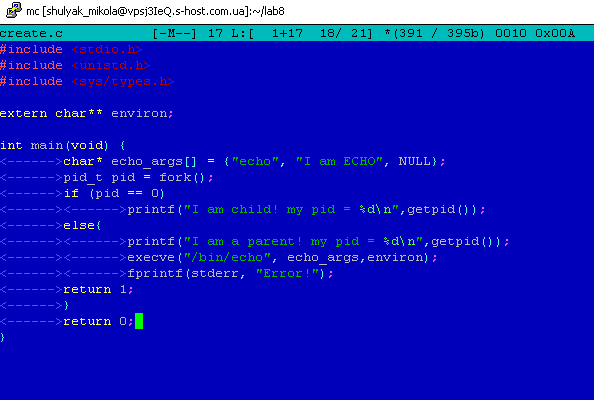 mc [shulyak_mikola@vpsj3IeQ.s-host.com.ua]:~/lab8
create.c [-M--] 17 L:[ 1+17 18/ 21] *(391 / 395b) 0010 0x00A
#include <stdio.h>
#include <unistd.h>
#include <sys/types.h>
extern char** environ;
int main(void) {
<------>char* echo_args[] = {"echo", "I am ECHO", NULL};
<------>pid_t pid = fork();
<------>if (pid == 0)
<------><------>printf("I am child! my pid = %d\n",getpid());
<------>else{
<------><------>printf("I am a parent! my pid = %d\n",getpid());
<------><------>execve("/bin/echo", echo_args,environ);
<------><------>fprintf(stderr, "Error!");
<------>return 1;
<------>}
<------>return 0;
}